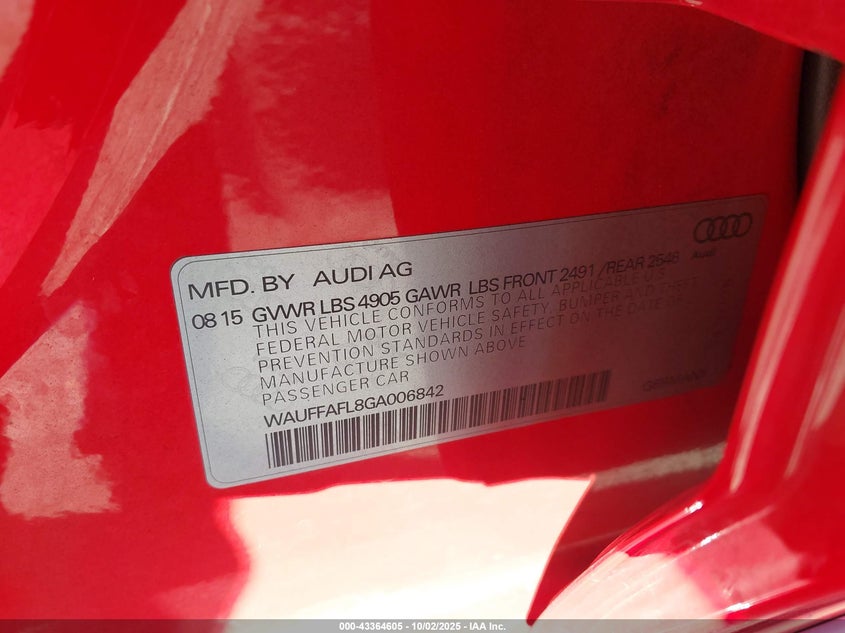 Audi
MFD. BY AUDI AG
08 15 GVWR LBS 4905 GAWR LBS FRONT 2491 /REAR 2648
THIS VEHICLE CONFORMS TO ALL APPLICABLE U.S.
FEDERAL MOTOR VEHICLE SAFETY, BUMPER AND THEFT
PREVENTION STANDARDS IN EFFECT ON THE DATE OF
MANUFACTURE SHOWN ABOVE
PASSENGER CAR
WAUFFAFL8GA006842
GERMANY
000-43364605 - 10/02/2025 - IAA Inc.